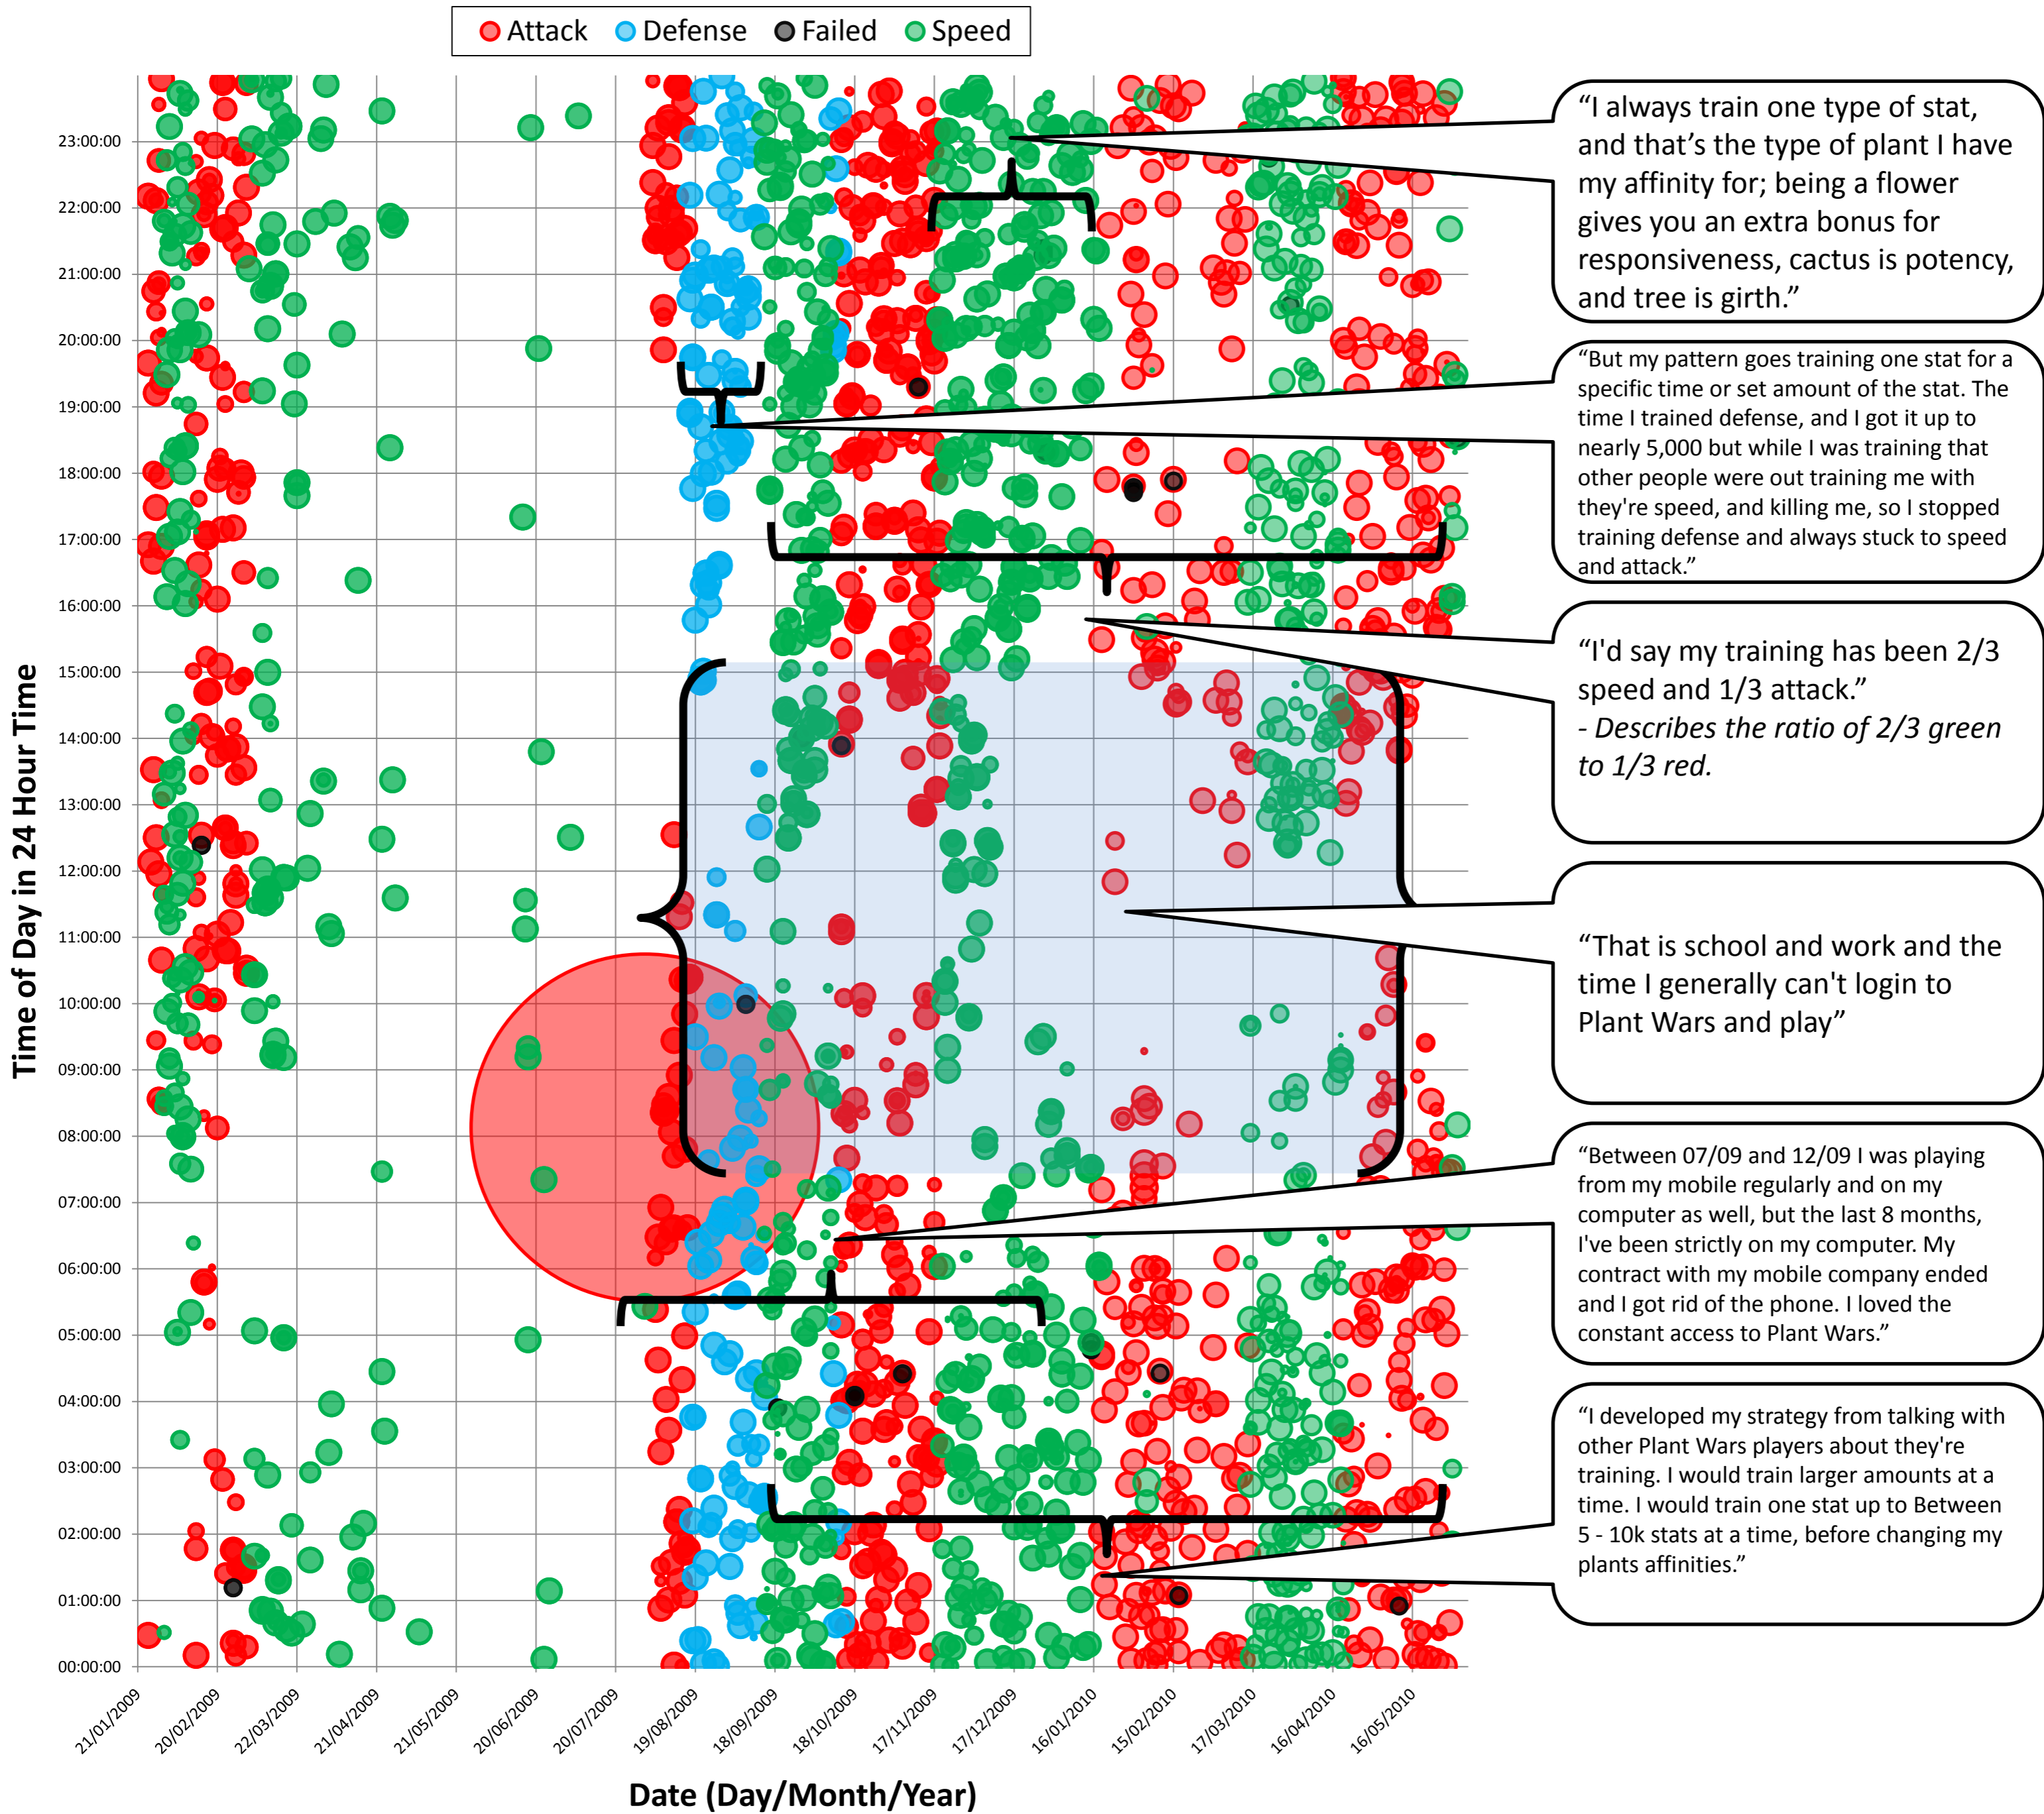 Attack Defense Failed Speed
Time of Day in 24 Hour Time
23:00:00
22:00:00
21:00:00
20:00:00
19:00:00
18:00:00
17:00:00
16:00:00
15:00:00
14:00:00
13:00:00
12:00:00
11:00:00
10:00:00
09:00:00
08:00:00
07:00:00
06:00:00
05:00:00
04:00:00
03:00:00
02:00:00
01:00:00
00:00:00
21/01/2009
20/02/2009
22/03/2009
21/04/2009
21/05/2009
20/06/2009
20/07/2009
19/08/2009
18/09/2009
18/10/2009
17/11/2009
17/12/2009
16/01/2010
15/02/2010
17/03/2010
16/04/2010
16/05/2010
Date (Day/Month/Year)
“I always train one type of stat,
and that’s the type of plant I have
my affinity for; being a flower
gives you an extra bonus for
responsiveness, cactus is potency,
and tree is girth.”
“But my pattern goes training one stat for a
specific time or set amount of the stat. The
time I trained defense, and I got it up to
nearly 5,000 but while I was training that
other people were out training me with
they're speed, and killing me, so I stopped
training defense and always stuck to speed
and attack.”
“I'd say my training has been 2/3
speed and 1/3 attack.”
- Describes the ratio of 2/3 green
to 1/3 red.
“That is school and work and the
time I generally can't login to
Plant Wars and play”
“Between 07/09 and 12/09 I was playing
from my mobile regularly and on my
computer as well, but the last 8 months,
I've been strictly on my computer. My
contract with my mobile company ended
and I got rid of the phone. I loved the
constant access to Plant Wars.”
“I developed my strategy from talking with
other Plant Wars players about they're
training. I would train larger amounts at a
time. I would train one stat up to Between
5 - 10k stats at a time, before changing my
plants affinities.”